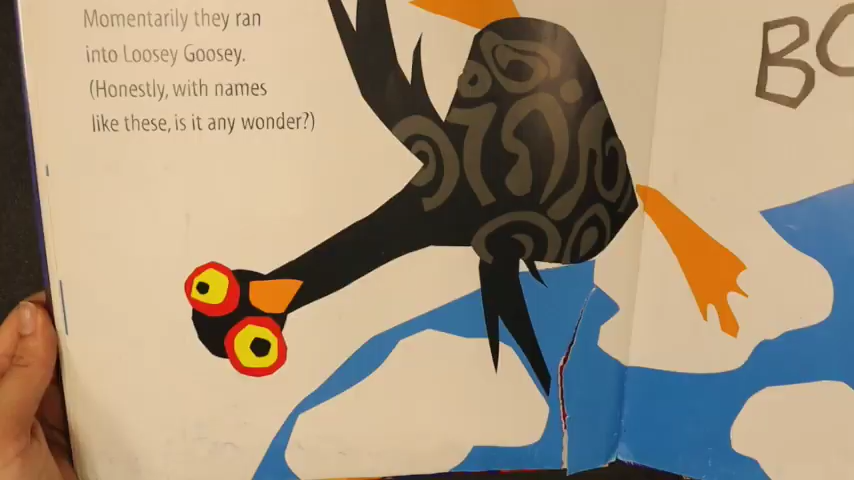 Momentarily they ran
into Loosey Goosey.
(Honestly, with names
like these, is it any wonder?)